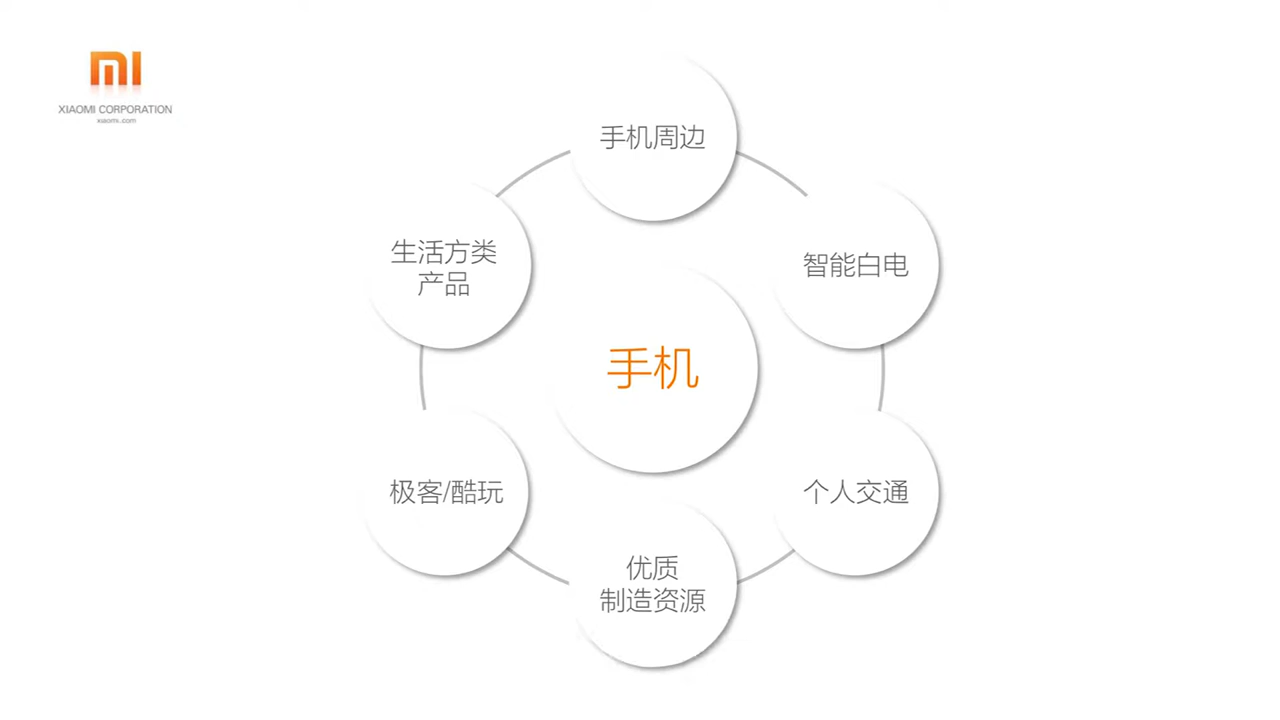 MI
XIAOMI CORPORATION
xiaomi.com
手机周边
生活方类
产品
智能白电
手机
极客/酷玩
个人交通
优质
制造资源